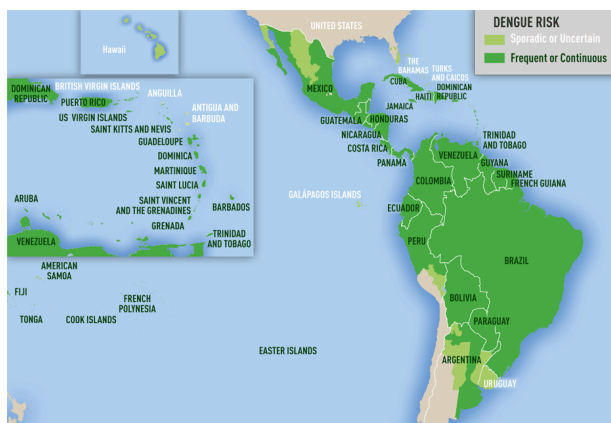 UNITED STATES
DENGUE RISK
Sporadic or Uncertain
Frequent or Continuous
Hawaii
THE
BAHAMAS
TURKS
AND CAICOS
CUBA
MEXICO
DOMINICAN
REPUBLIC
HAITI
JAMAICA
GUATEMALA
HONDURAS
NICARAGUA
COSTA RICA
PANAMA
TRINIDAD
AND TOBAGO
VENEZUELA
GUYANA
SURINAME
FRENCH GUIANA
COLOMBIA
GALÁPAGOS ISLANDS
ECUADOR
PERU
BRAZIL
BOLIVIA
PARAGUAY
ARGENTINA
URUGUAY
DOMINICAN
REPUBLIC
BRITISH VIRGIN ISLANDS
PUERTO RICO
ANGUILLA
US VIRGIN ISLANDS
ANTIGUA AND
BARBUDA
SAINT KITTS AND NEVIS
GUADELOUPE
DOMINICA
MARTINIQUE
SAINT LUCIA
ARUBA
SAINT VINCENT
AND THE GRENADINES
BARBADOS
GRENADA
VENEZUELA
TRINIDAD
AND TOBAGO
AMERICAN
SAMOA
FIJI
TONGA
COOK ISLANDS
FRENCH
POLYNESIA
EASTER ISLANDS